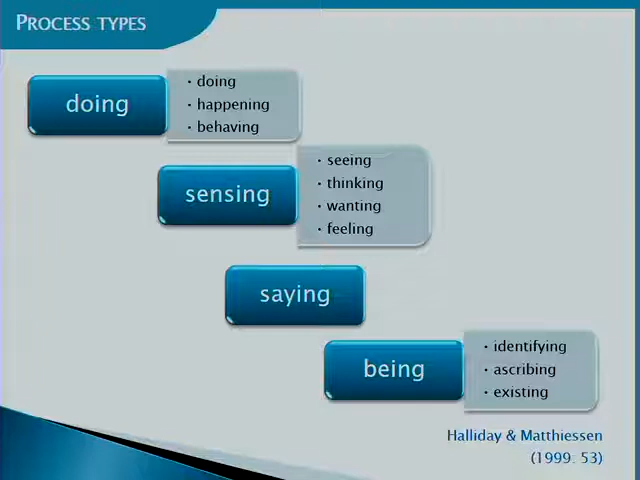 PROCESS TYPES
doing
• doing
• happening
• behaving
sensing
• seeing
• thinking
• wanting
• feeling
saying
being
• identifying
• ascribing
• existing
Halliday & Matthiessen
(1999: 53)